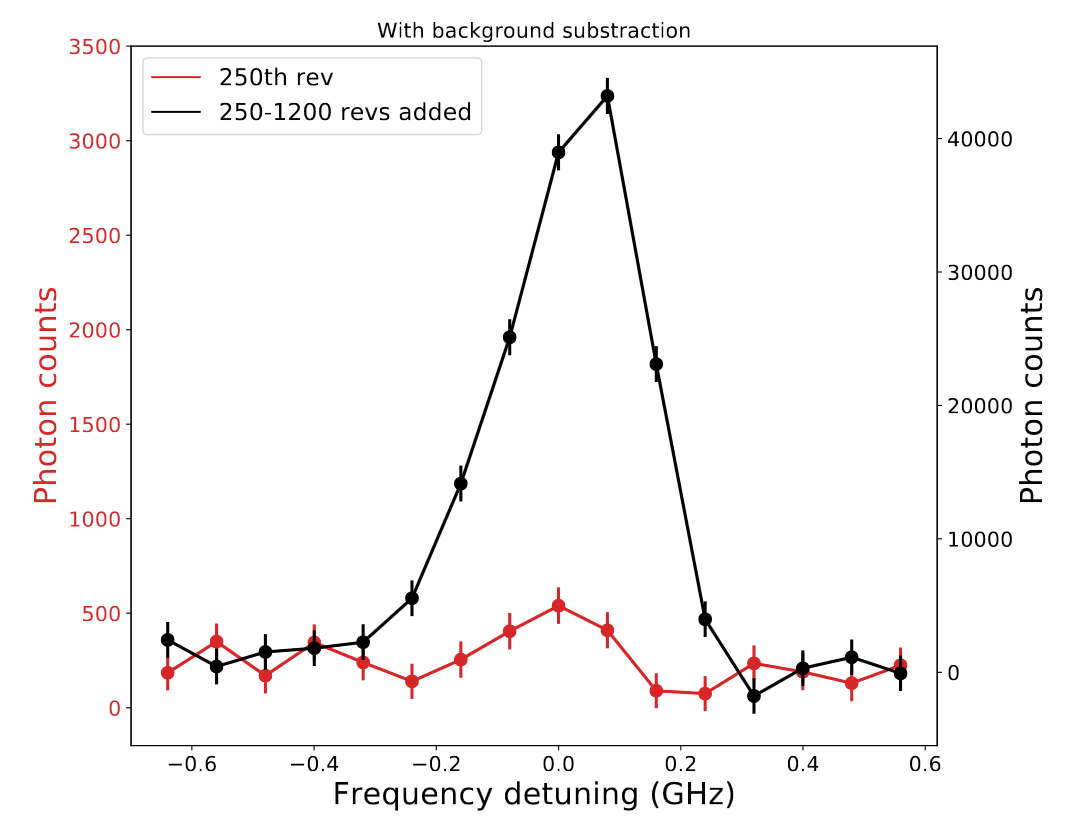 With background substraction
3500
3000
2500
2000
1500
1000
500
0
Photon counts
250th rev
250-1200 revs added
40000
30000
20000
10000
0
Photon counts
−0.6 −0.4 −0.2 0.0 0.2 0.4 0.6
Frequency detuning (GHz)